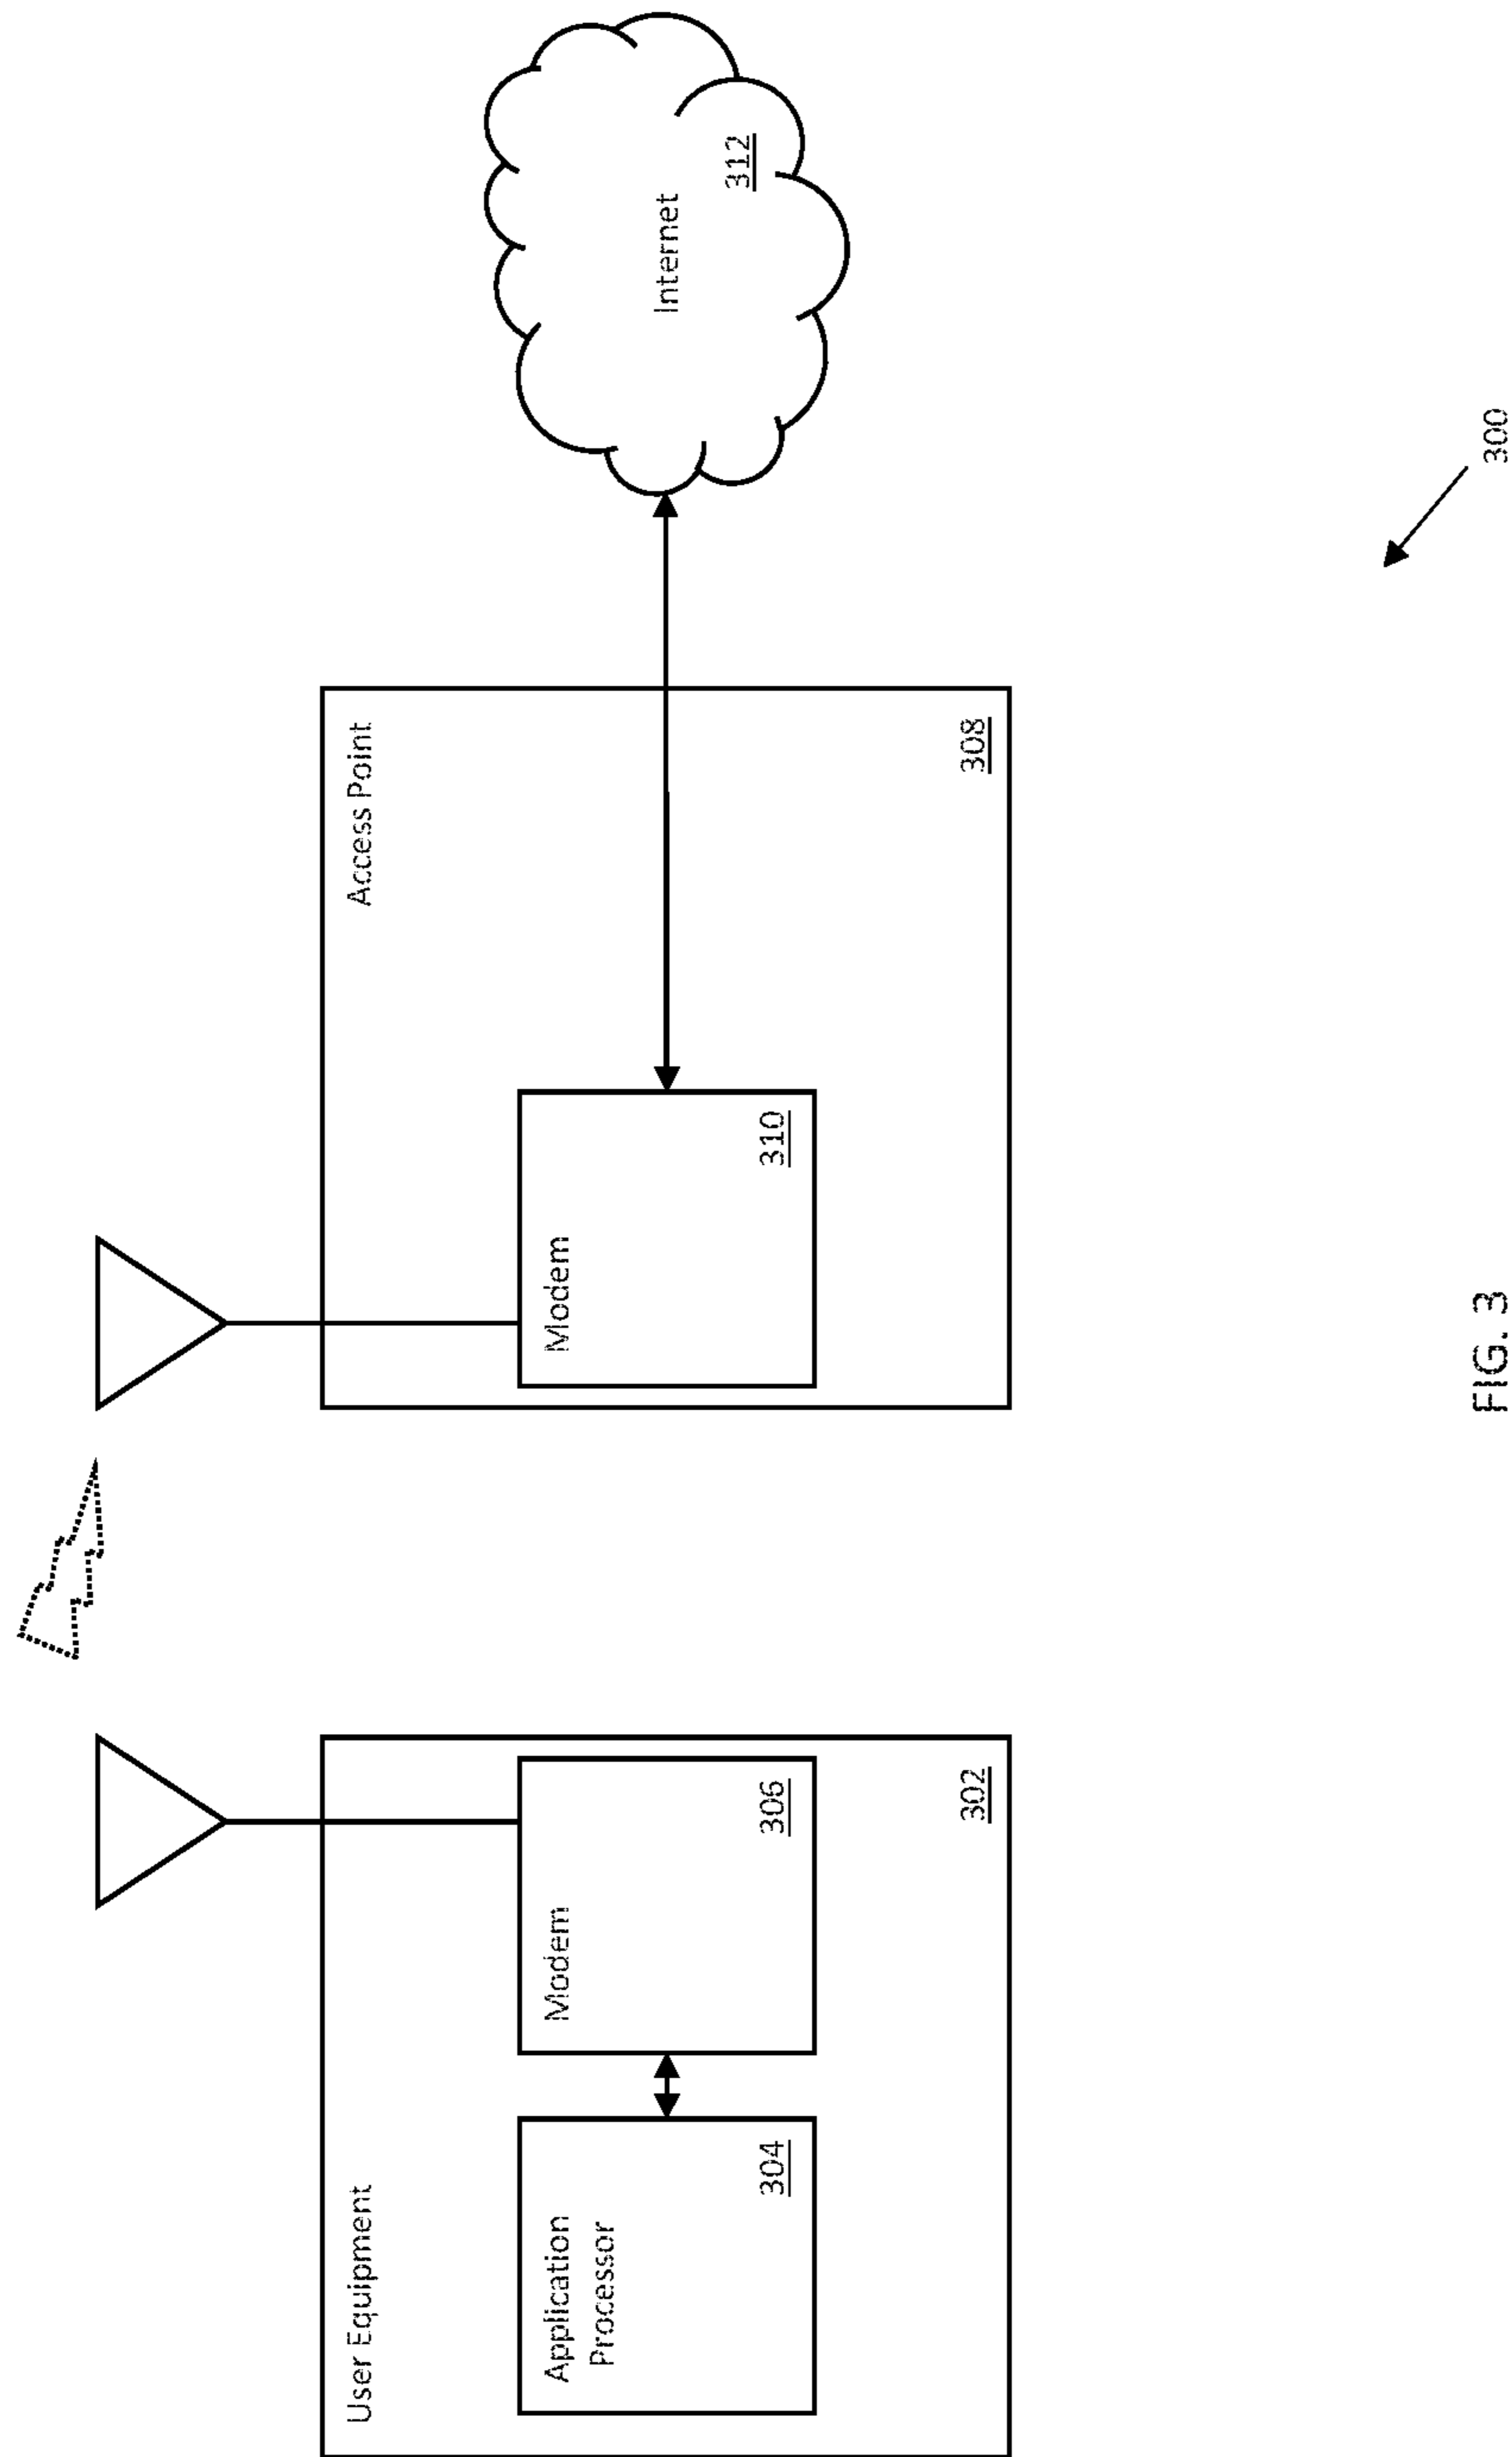 User Equipment
Application
Processor
304
Modem
306
302
Access Point
Modem
310
308
Internet
312
300
FIG. 3